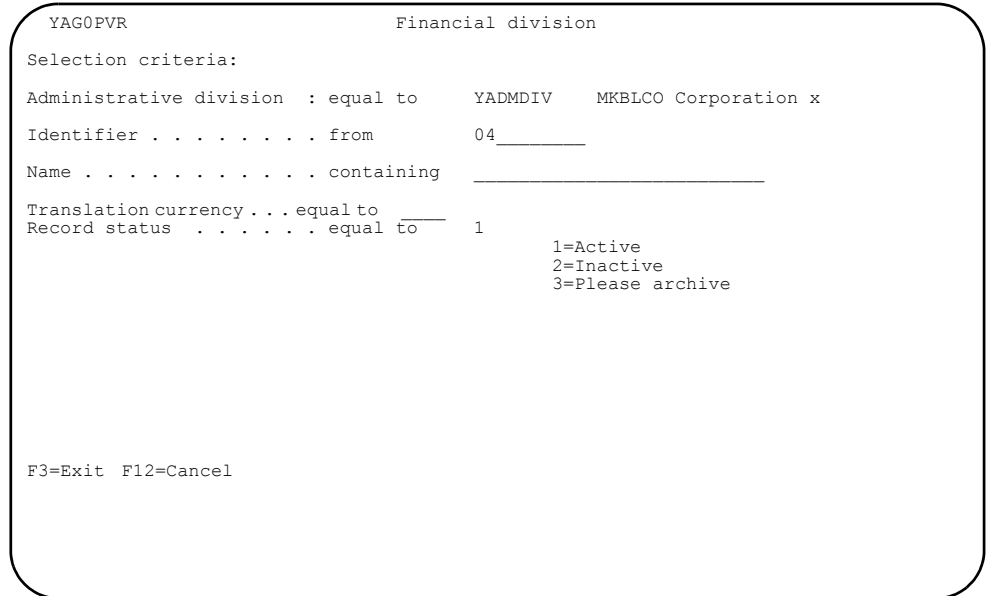 YAG0PVR Financial division
Selection criteria:
Administrative division : equal to YADMDIV MKBLCO Corporation x
Identifier . . . . . . . . from 04________
Name . . . . . . . . . . . containing __________________________
Translation currency . . . equal to ____
Record status . . . . . . equal to 1
1=Active
2=Inactive
3=Please archive
F3=Exit F12=Cancel